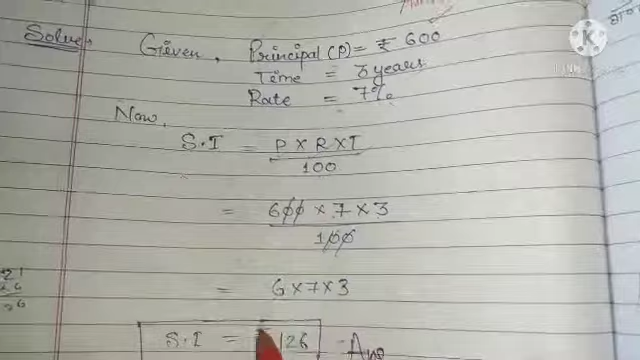 Solve, Gieven, Principal (P) = ₹ 600
Time = 3 years
Rate = 7%.
Now,
S.I = P × R × T
100
= 600 × 7 × 3
100
= 6 × 7 × 3
S.I = 126 Ans